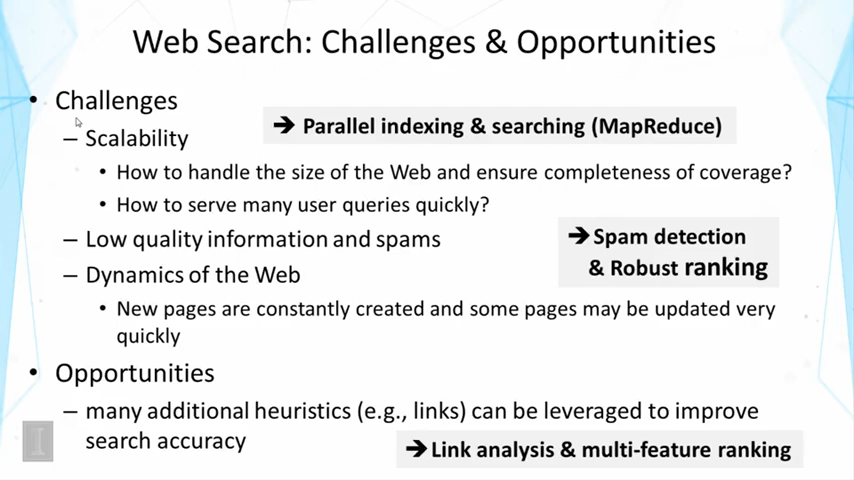 Web Search: Challenges & Opportunities
• Challenges
→ Parallel indexing & searching (MapReduce)
– Scalability
• How to handle the size of the Web and ensure completeness of coverage?
• How to serve many user queries quickly?
– Low quality information and spams
→ Spam detection
& Robust ranking
– Dynamics of the Web
• New pages are constantly created and some pages may be updated very
quickly
• Opportunities
– many additional heuristics (e.g., links) can be leveraged to improve
search accuracy
→ Link analysis & multi-feature ranking